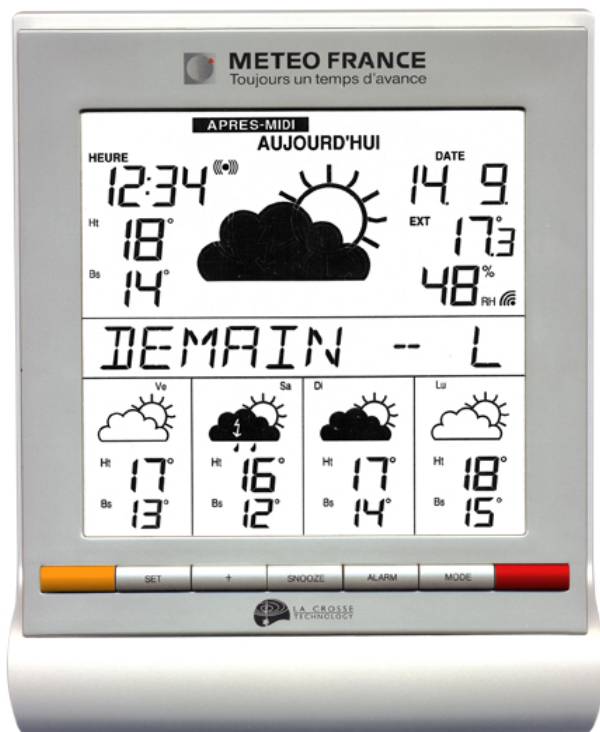 METEO FRANCE
Toujours un temps d'avance
APRES-MIDI
AUJOURD'HUI
HEURE
12:34
DATE
14. 9.
Ht 18°
EXT 17.3°
Bs 14°
48% RH
DEMAIN -- L
Ve
Ht 17°
Bs 13°
Sa
Ht 16°
Bs 12°
Di
Ht 17°
Bs 14°
Lu
Ht 18°
Bs 15°
SET + SNOOZE ALARM MODE
LA CROSSE
TECHNOLOGY